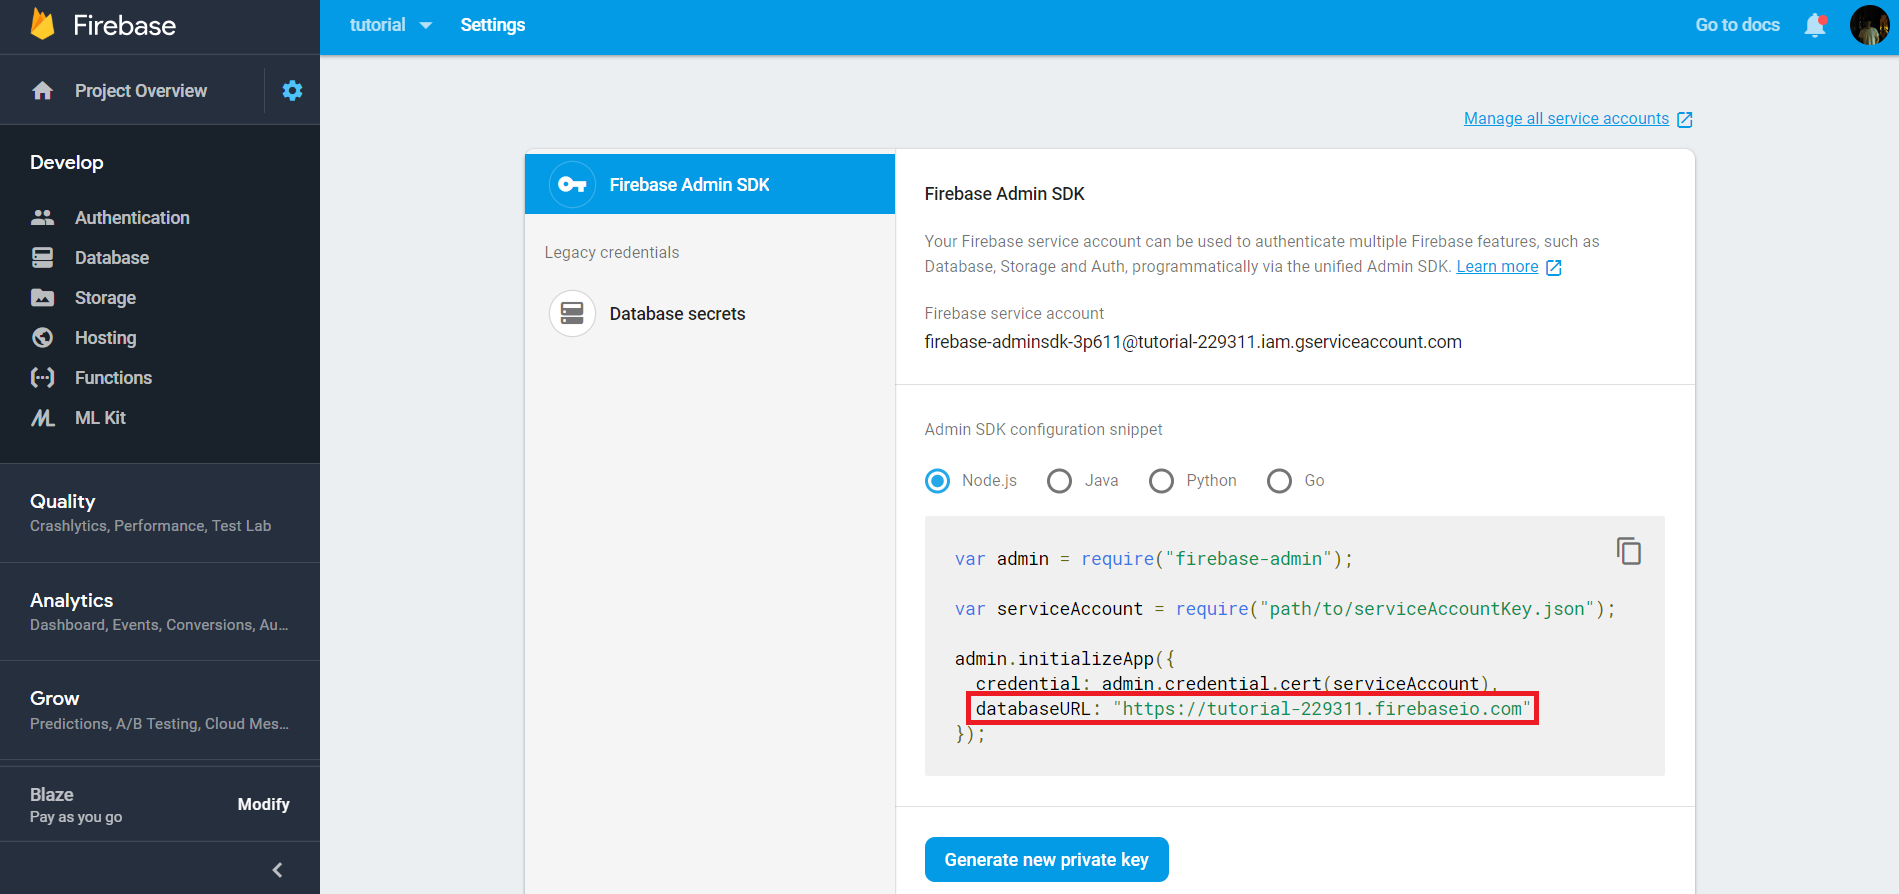 Firebase
tutorial
Settings
Go to docs
Project Overview
Develop
Authentication
Database
Storage
Hosting
Functions
ML Kit
Quality
Crashlytics, Performance, Test Lab
Analytics
Dashboard, Events, Conversions, Au...
Grow
Predictions, A/B Testing, Cloud Mes...
Blaze
Pay as you go
Modify
Manage all service accounts
Firebase Admin SDK
Legacy credentials
Database secrets
Firebase Admin SDK
Your Firebase service account can be used to authenticate multiple Firebase features, such as
Database, Storage and Auth, programmatically via the unified Admin SDK. Learn more
Firebase service account
firebase-adminsdk-3p611@tutorial-229311.iam.gserviceaccount.com
Admin SDK configuration snippet
Node.js
Java
Python
Go
var admin = require("firebase-admin");
var serviceAccount = require("path/to/serviceAccountKey.json");
admin.initializeApp({
credential: admin.credential.cert(serviceAccount),
databaseURL: "https://tutorial-229311.firebaseio.com"
});
Generate new private key